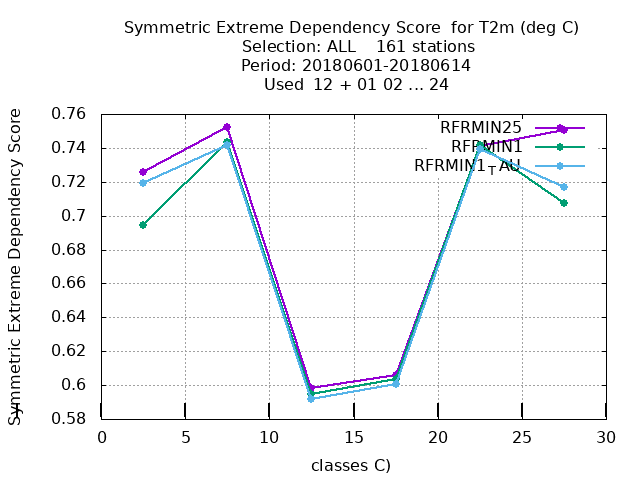 Symmetric Extreme Dependency Score  for T2m (deg C)
Selection: ALL    161 stations
Period: 20180601-20180614
Used  12 + 01 02 ... 24
Symmetric Extreme Dependency Score
0.76
0.74
0.72
0.7
0.68
0.66
0.64
0.62
0.6
0.58
RFRMIN25
RFRMIN1
RFRMIN1TAU
0 5 10 15 20 25 30
classes C)